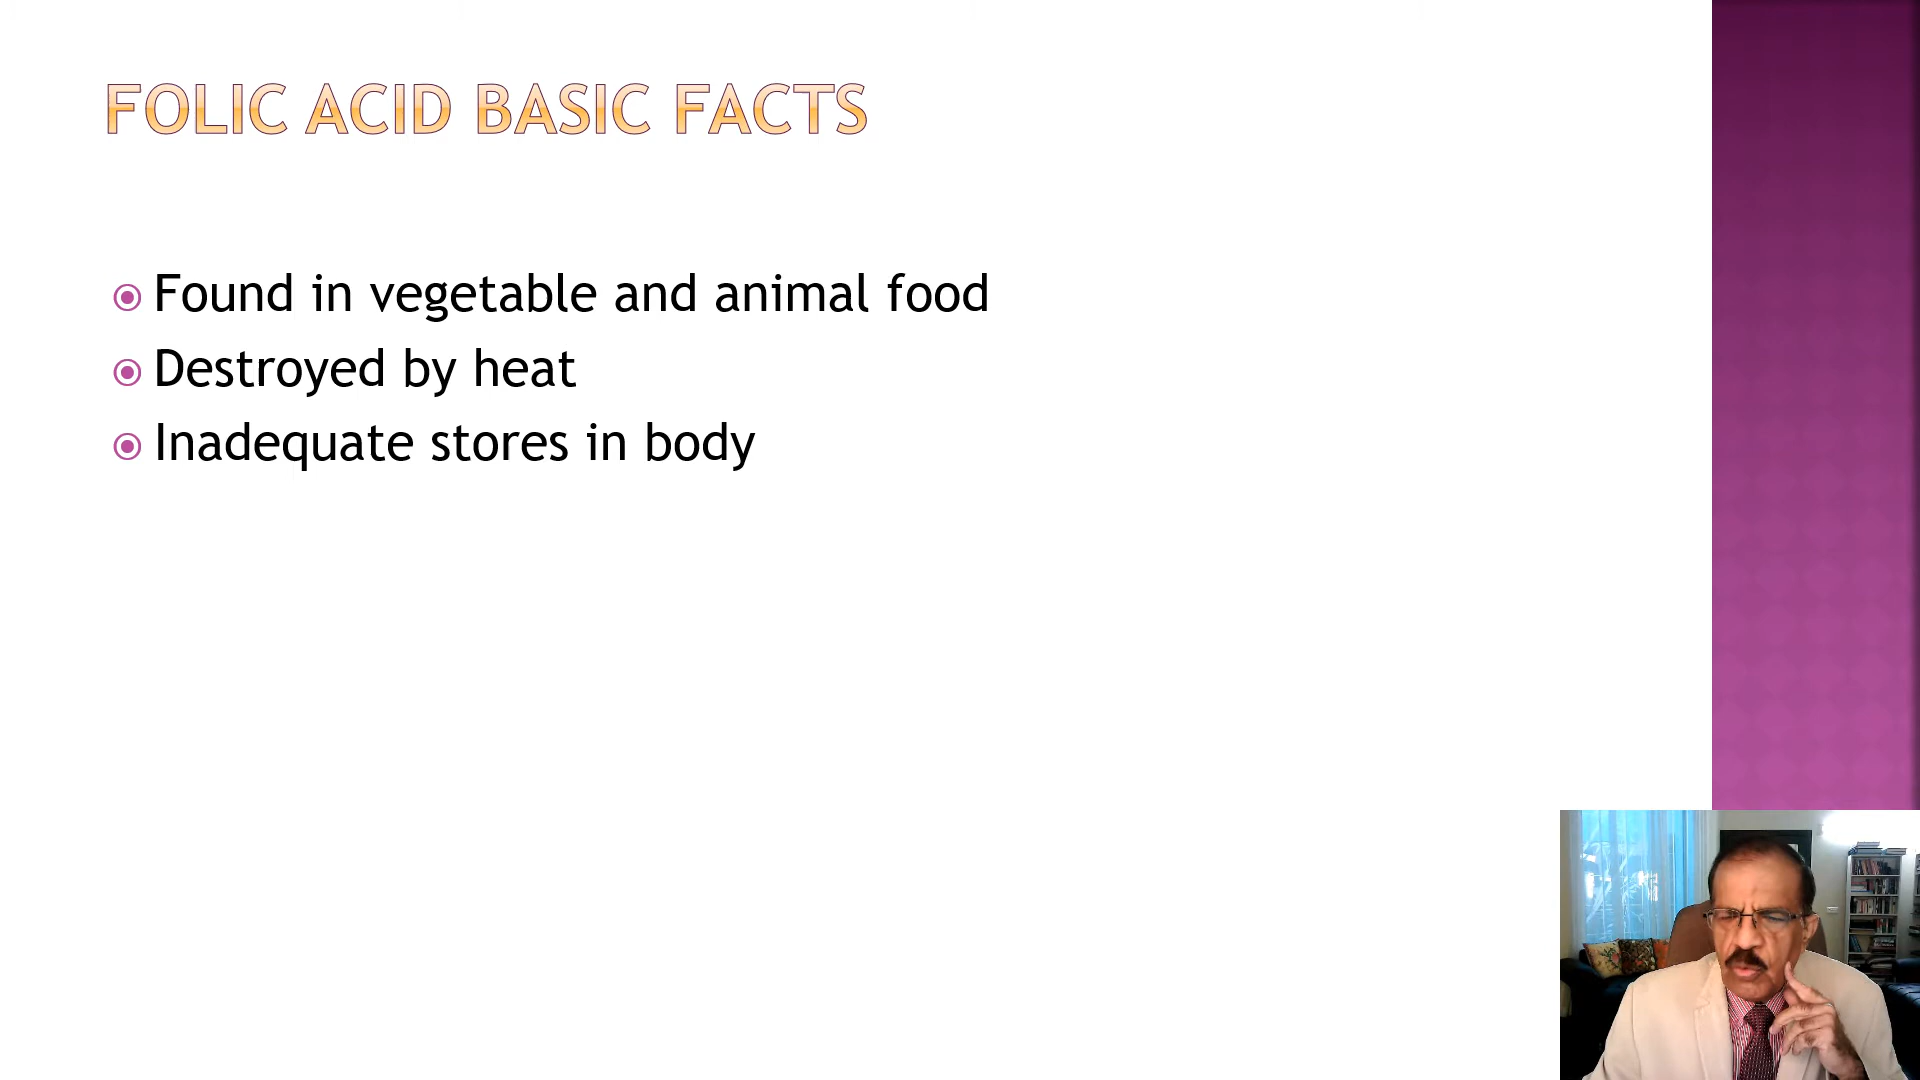 FOLIC ACID BASIC FACTS
Found in vegetable and animal food
Destroyed by heat
Inadequate stores in body